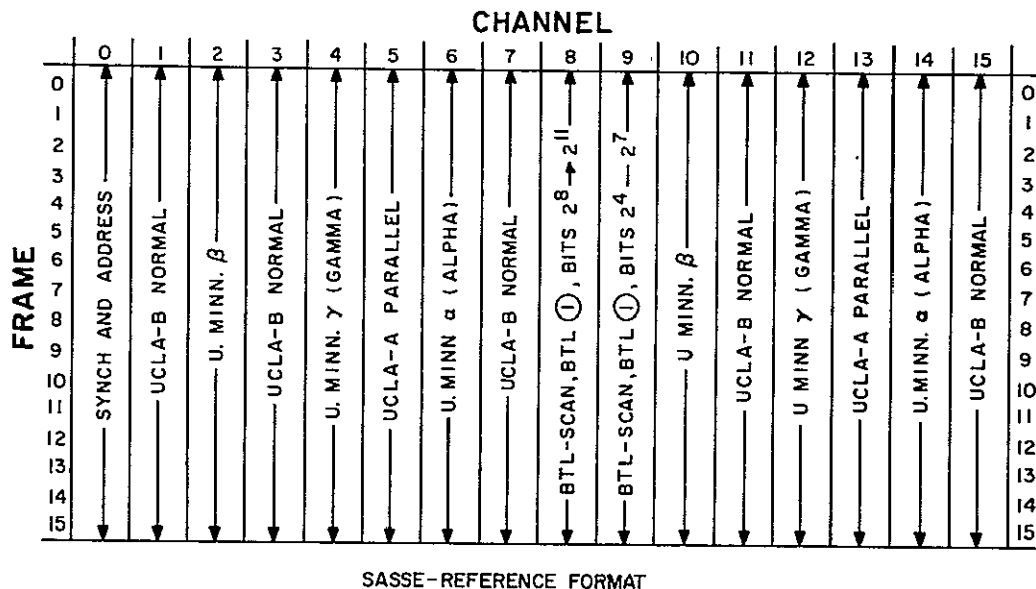 CHANNEL
0 1 2 3 4 5 6 7 8 9 10 11 12 13 14 15
FRAME
0 0
1 1
2 2
3 3
4 4
5 5
6 6
7 7
8 8
9 9
10 10
11 11
12 12
13 13
14 14
15 15
SYNCH AND ADDRESS
UCLA-B NORMAL
U. MINN. β
UCLA-B NORMAL
U. MINN. γ (GAMMA)
UCLA-A PARALLEL
U. MINN α (ALPHA)
UCLA-B NORMAL
BTL-SCAN, BTL ①, BITS 2⁸ → 2¹¹
BTL-SCAN, BTL ①, BITS 2⁴ — 2⁷
U MINN. β
UCLA-B NORMAL
U MINN γ (GAMMA)
UCLA-A PARALLEL
U. MINN. α (ALPHA)
UCLA-B NORMAL
SASSE-REFERENCE FORMAT